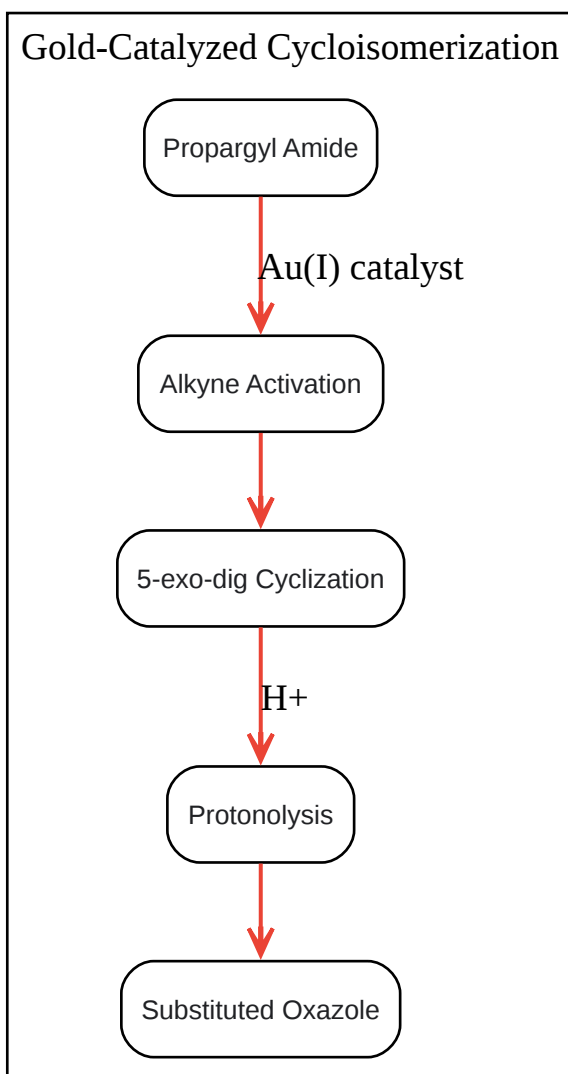 Gold-Catalyzed Cycloisomerization
Propargyl Amide
Au(I) catalyst
Alkyne Activation
5-exo-dig Cyclization
H+
Protonolysis
Substituted Oxazole